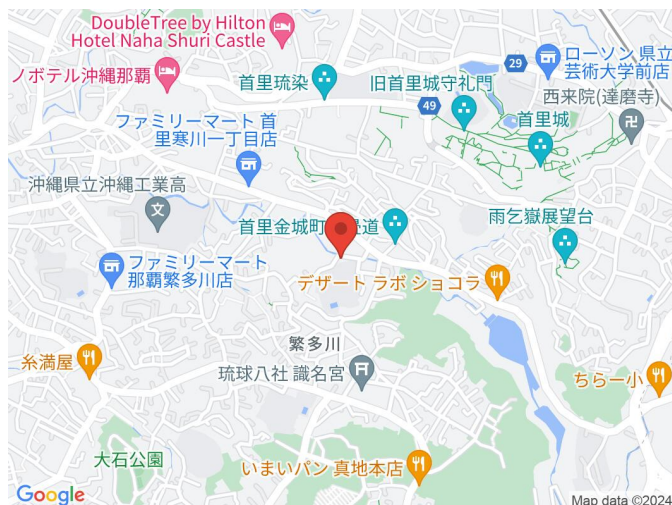 DoubleTree by Hilton
Hotel Naha Shuri Castle
ノボテル沖縄那覇
首里琉染
旧首里城守礼門
29
ローソン 県立
芸術大学前店
49
首里城
西来院(達磨寺)
ファミリーマート 首
里寒川一丁目店
沖縄県立沖縄工業高
首里金城町
畳道
雨乞嶽展望台
ファミリーマート
那覇繁多川店
デザート ラボ ショコラ
繁多川
糸満屋
琉球八社 識名宮
ちらー小
大石公園
いまいパン 真地本店
Google
Map data ©2024